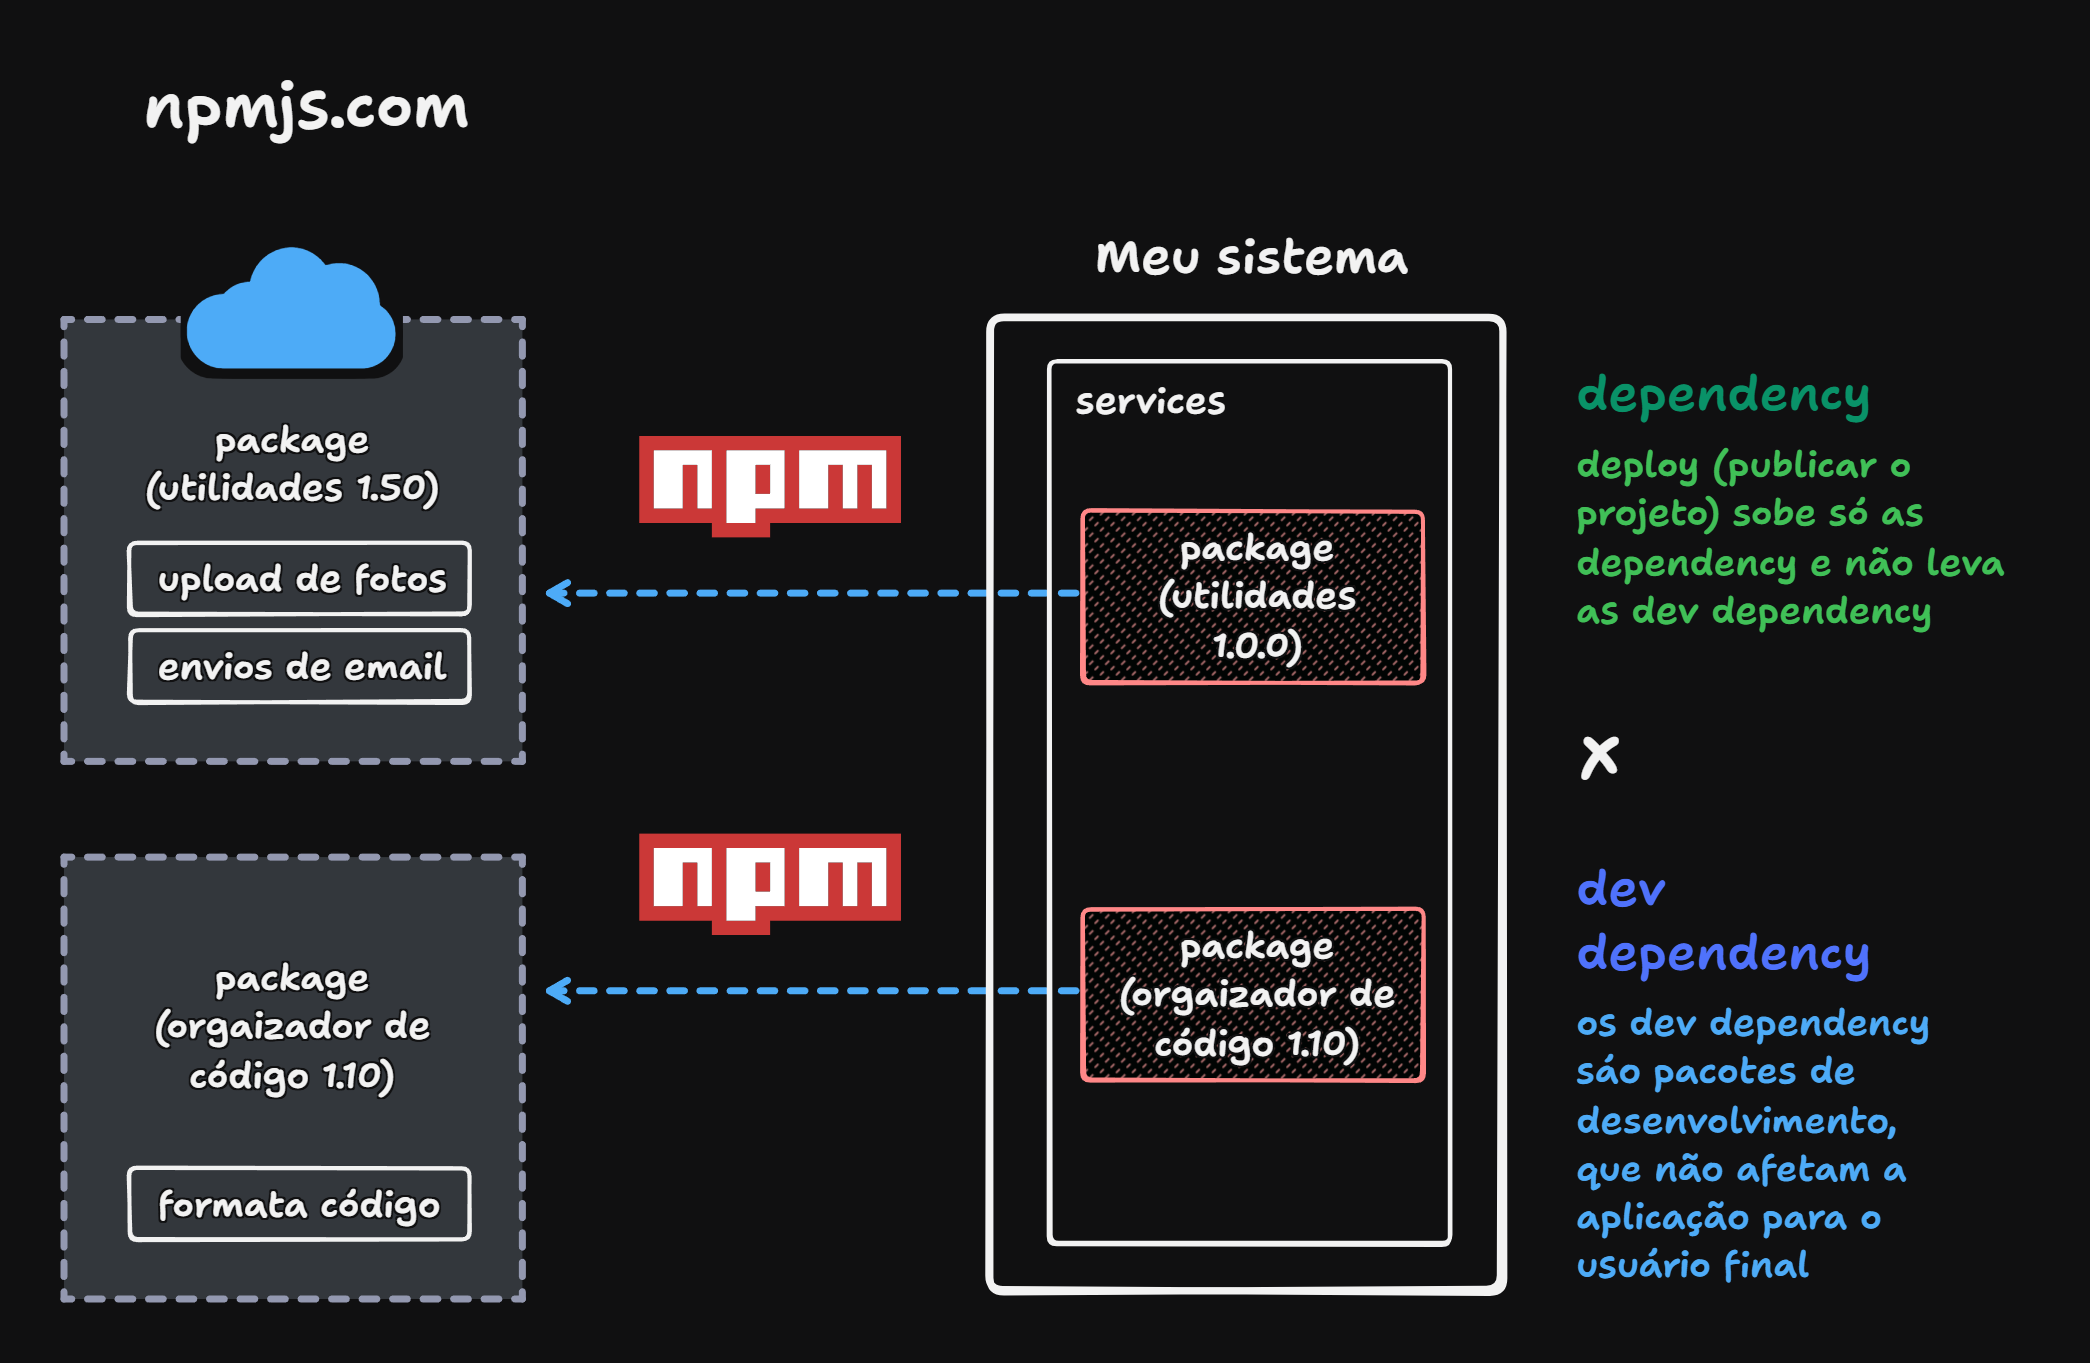 npmjs.com
package
(utilidades 1.50)
upload de fotos
envios de email
npm
Meu sistema
services
package
(utilidades
1.0.0)
dependency
deploy (publicar o
projeto) sobe só as
dependency e não leva
as dev dependency
x
package
(orgaizador de
código 1.10)
formata código
npm
package
(orgaizador de
código 1.10)
dev
dependency
os dev dependency
sáo pacotes de
desenvolvimento,
que não afetam a
aplicação para o
usuário final